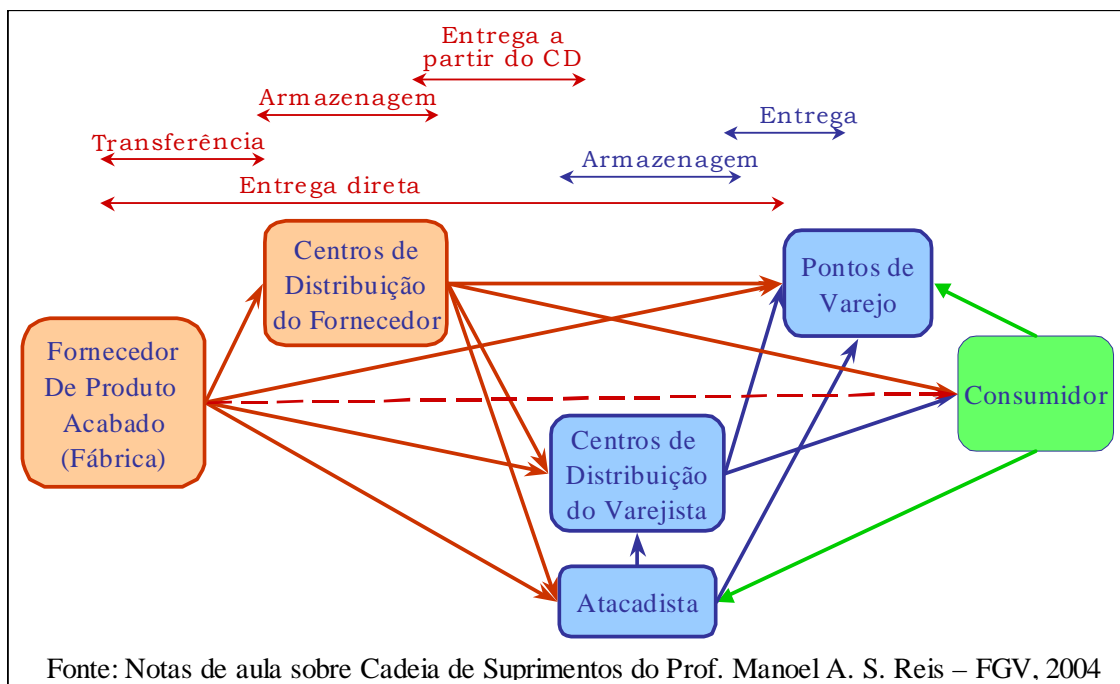 Entrega a
partir do CD
Armazenagem
Entrega
Transferência
Armazenagem
Entrega direta
Centros de
Distribuição
do Fornecedor
Pontos de
Varejo
Fornecedor
De Produto
Acabado
(Fábrica)
Consumidor
Centros de
Distribuição
do Varejista
Atacadista
Fonte: Notas de aula sobre Cadeia de Suprimentos do Prof. Manoel A. S. Reis – FGV, 2004